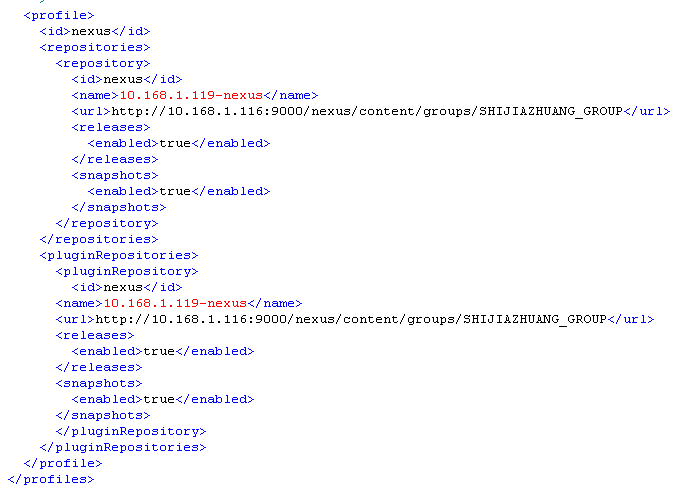 <profile>
<id>nexus</id>
<repositories>
<repository>
<id>nexus</id>
<name>10.168.1.119-nexus</name>
<url>http://10.168.1.116:9000/nexus/content/groups/SHIJIAZHUANG_GROUP</url>
<releases>
<enabled>true</enabled>
</releases>
<snapshots>
<enabled>true</enabled>
</snapshots>
</repository>
</repositories>
<pluginRepositories>
<pluginRepository>
<id>nexus</id>
<name>10.168.1.119-nexus</name>
<url>http://10.168.1.116:9000/nexus/content/groups/SHIJIAZHUANG_GROUP</url>
<releases>
<enabled>true</enabled>
</releases>
<snapshots>
<enabled>true</enabled>
</snapshots>
</pluginRepository>
</pluginRepositories>
</profile>
</profiles>